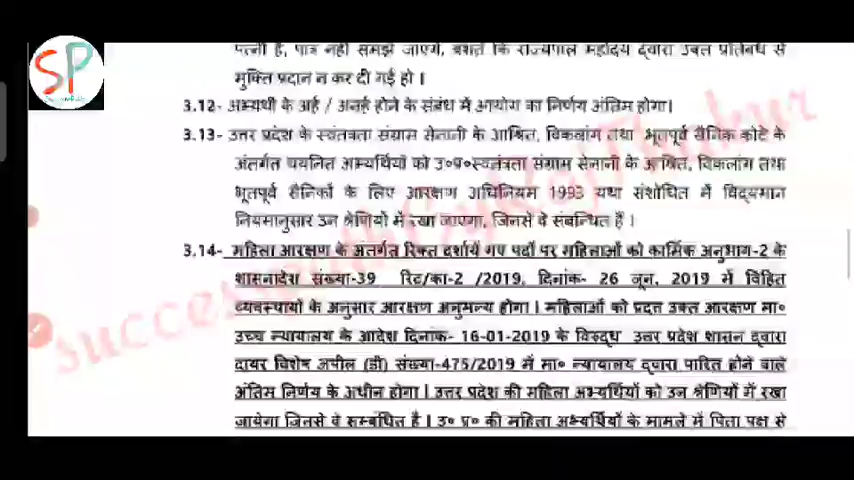 SP
पत्नी है, पात्र नही समझे जाएगे, बशर्ते कि राज्यपाल महोदय द्वारा उक्त प्रतिबंध से
मुक्ति प्रदान न कर दी गई हो ।
3.12- अभ्यर्थी के अर्ह / अनर्ह होने के संबंध में आयोग का निर्णय अंतिम होगा।
3.13- उत्तर प्रदेश के स्वतंत्रता संग्राम सेनानी के आश्रित, विकलांग तथा भूतपूर्व सैनिक कोटे के
अंतर्गत चयनित अभ्यर्थियों को उ०प्र०स्वतंत्रता संग्राम सेनानी के आश्रित, विकलांग तथा
भूतपूर्व सैनिकों के लिए आरक्षण अधिनियम 1993 यथा संशोधित में विद्यमान
नियमानुसार उन श्रेणियों में रखा जाएगा, जिनसे वे संबन्धित है ।
3.14- महिला आरक्षण के अंतर्गत रिक्त दर्शाये गए पदों पर महिलाओं को कार्मिक अनुभाग-2 के
शासनादेश संख्या-39 रिट/का-2 /2019, दिनांक- 26 जून, 2019 में विहित
व्यवस्थायों के अनुसार आरक्षण अनुमन्य होगा । महिलाओं को प्रदत्त उक्त आरक्षण मा०
उच्च न्यायालय के आदेश दिनांक- 16-01-2019 के विरुद्ध उत्तर प्रदेश शासन द्वारा
दायर विशेष अपील (डी) संख्या-475/2019 में मा० न्यायालय द्वारा पारित होने वाले
अंतिम निर्णय के अधीन होगा । उत्तर प्रदेश की महिला अभ्यर्थियों को उन श्रेणियों में रखा
जायेगा जिनसे वे सम्बंधित है । उ० प्र० की महिला अभ्यर्थियों के मामले में पिता पक्ष से